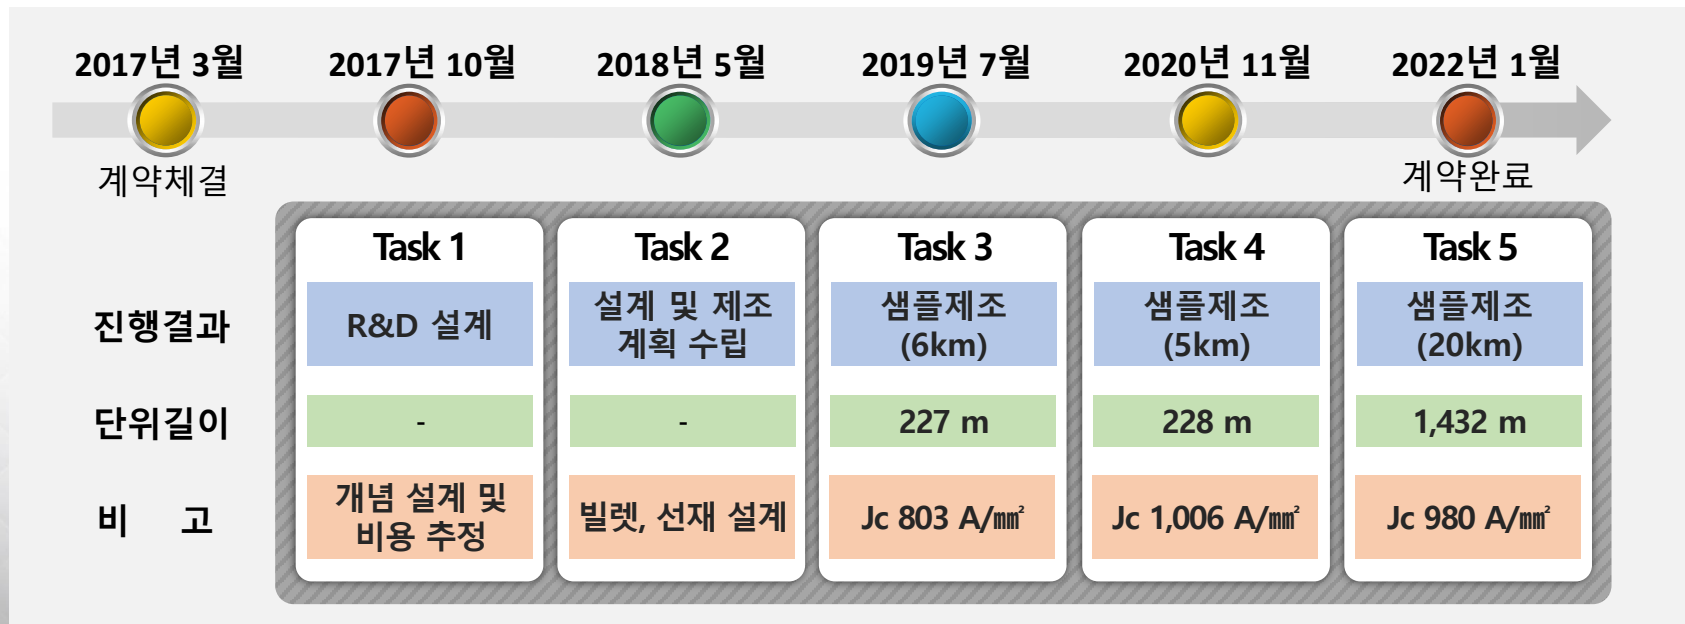 2017년 3월 2017년 10월 2018년 5월 2019년 7월 2020년 11월 2022년 1월
계약체결 계약완료
Task 1 Task 2 Task 3 Task 4 Task 5
진행결과
R&D 설계
설계 및 제조
계획 수립
샘플제조
(6km)
샘플제조
(5km)
샘플제조
(20km)
단위길이 - - 227 m 228 m 1,432 m
비 고
개념 설계 및
비용 추정
빌렛, 선재 설계
Jc 803 A/㎟
Jc 1,006 A/㎟
Jc 980 A/㎟